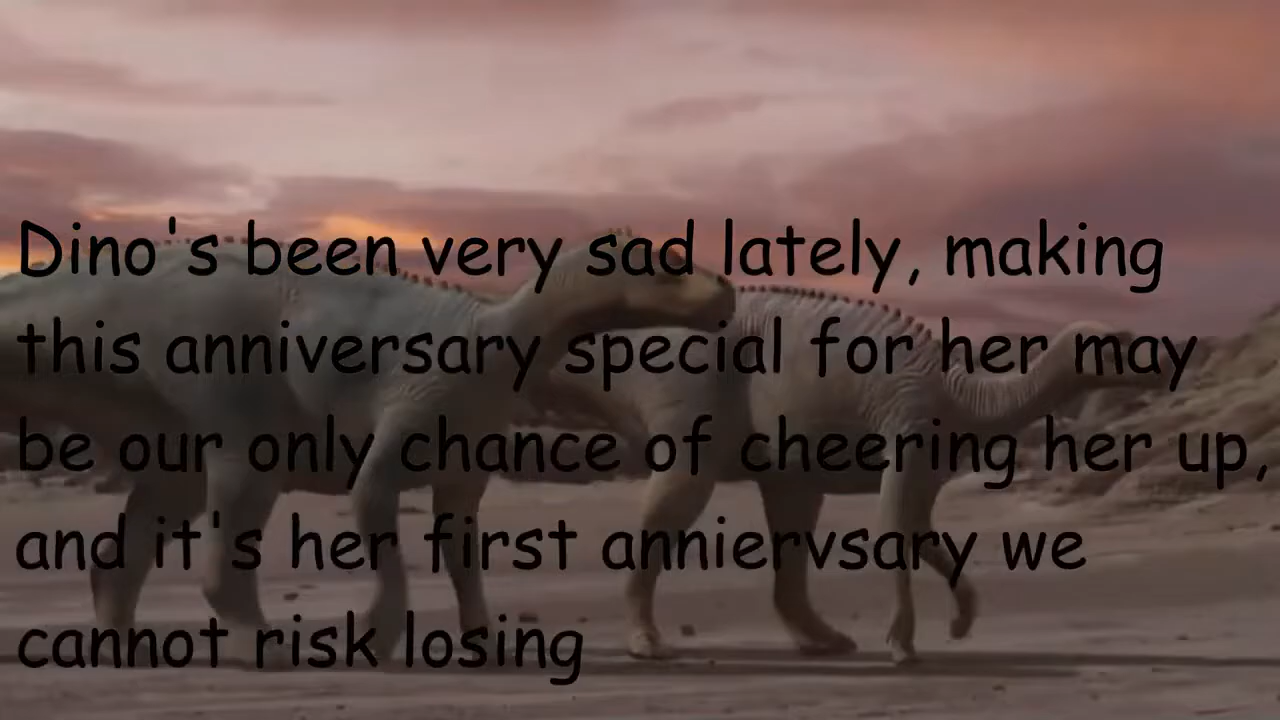 Dino's been very sad lately, making
this anniversary special for her may
be our only chance of cheering her up,
and it's her first anniervsary we
cannot risk losing